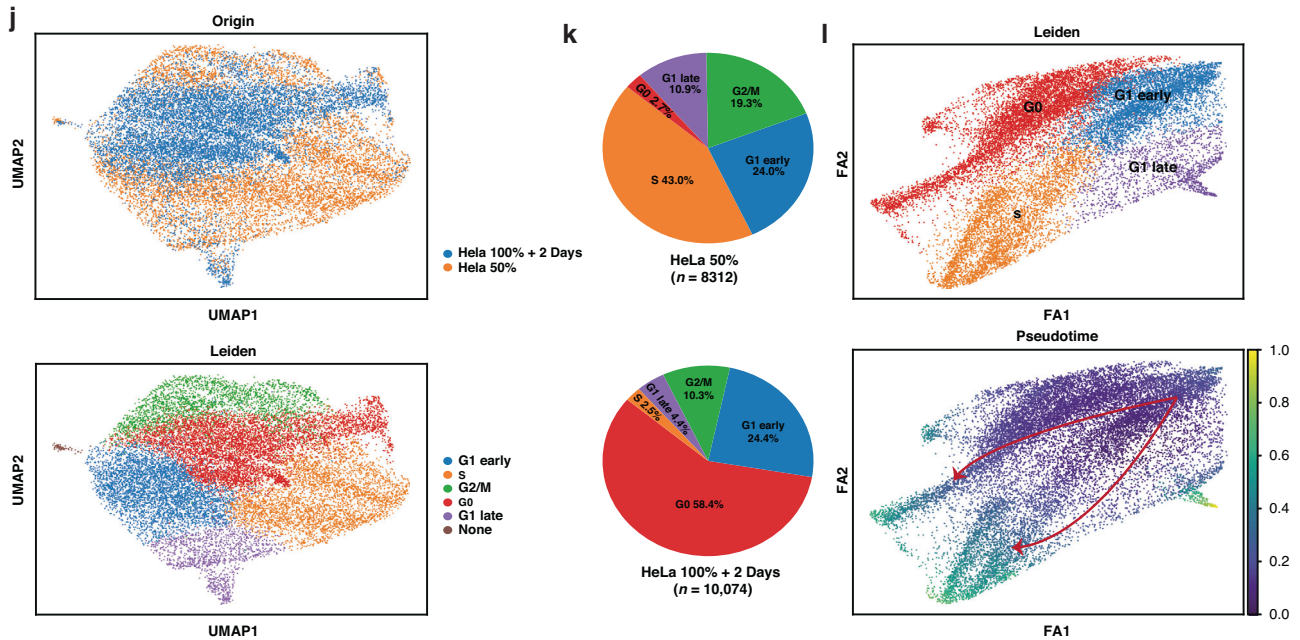 j
Origin
UMAP2
UMAP1
Hela 100% + 2 Days
Hela 50%
Leiden
UMAP2
UMAP1
G1 early
S
G2/M
G0
G1 late
None
k
G1 late
10.9%
G2/M
19.3%
G0 2.7%
G1 early
24.0%
S 43.0%
HeLa 50%
(n = 8312)
G2/M
10.3%
G1 late 4.4%
S 2.5%
G1 early
24.4%
G0 58.4%
HeLa 100% + 2 Days
(n = 10,074)
l
Leiden
G0
G1 early
G1 late
s
FA2
FA1
Pseudotime
FA2
FA1
1.0
0.8
0.6
0.4
0.2
0.0